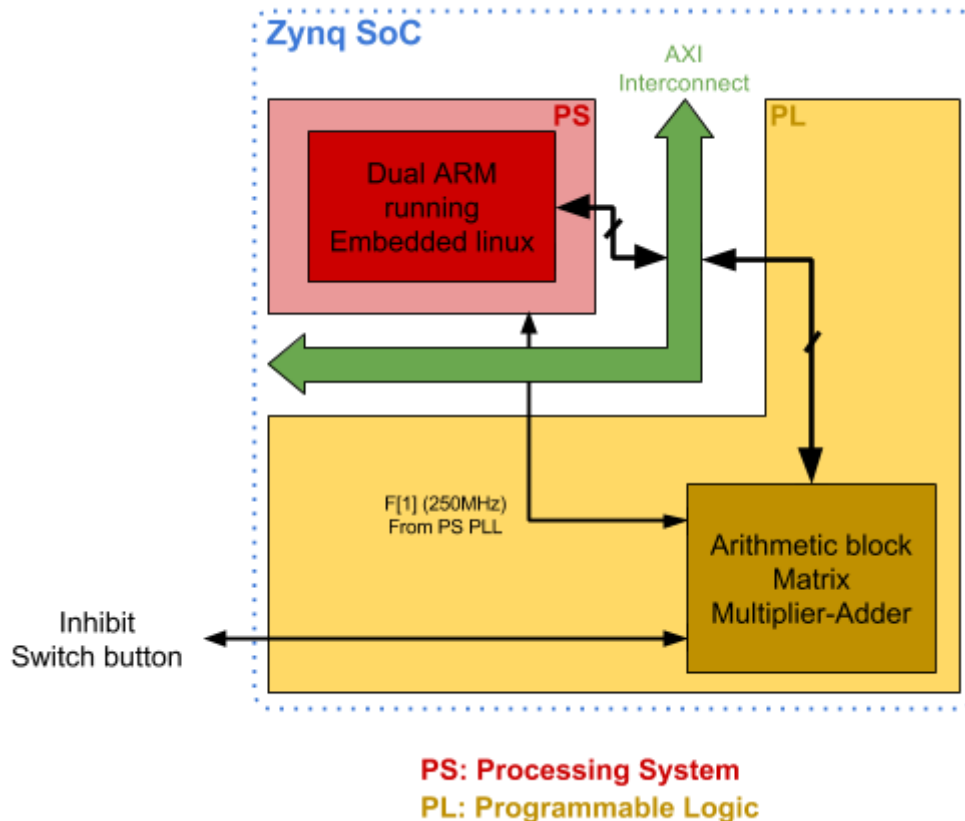 Zynq SoC
AXI
Interconnect
PS
PL
Dual ARM
running
Embedded linux
F[1] (250MHz)
From PS PLL
Arithmetic block
Matrix
Multiplier-Adder
Inhibit
Switch button
PS: Processing System
PL: Programmable Logic